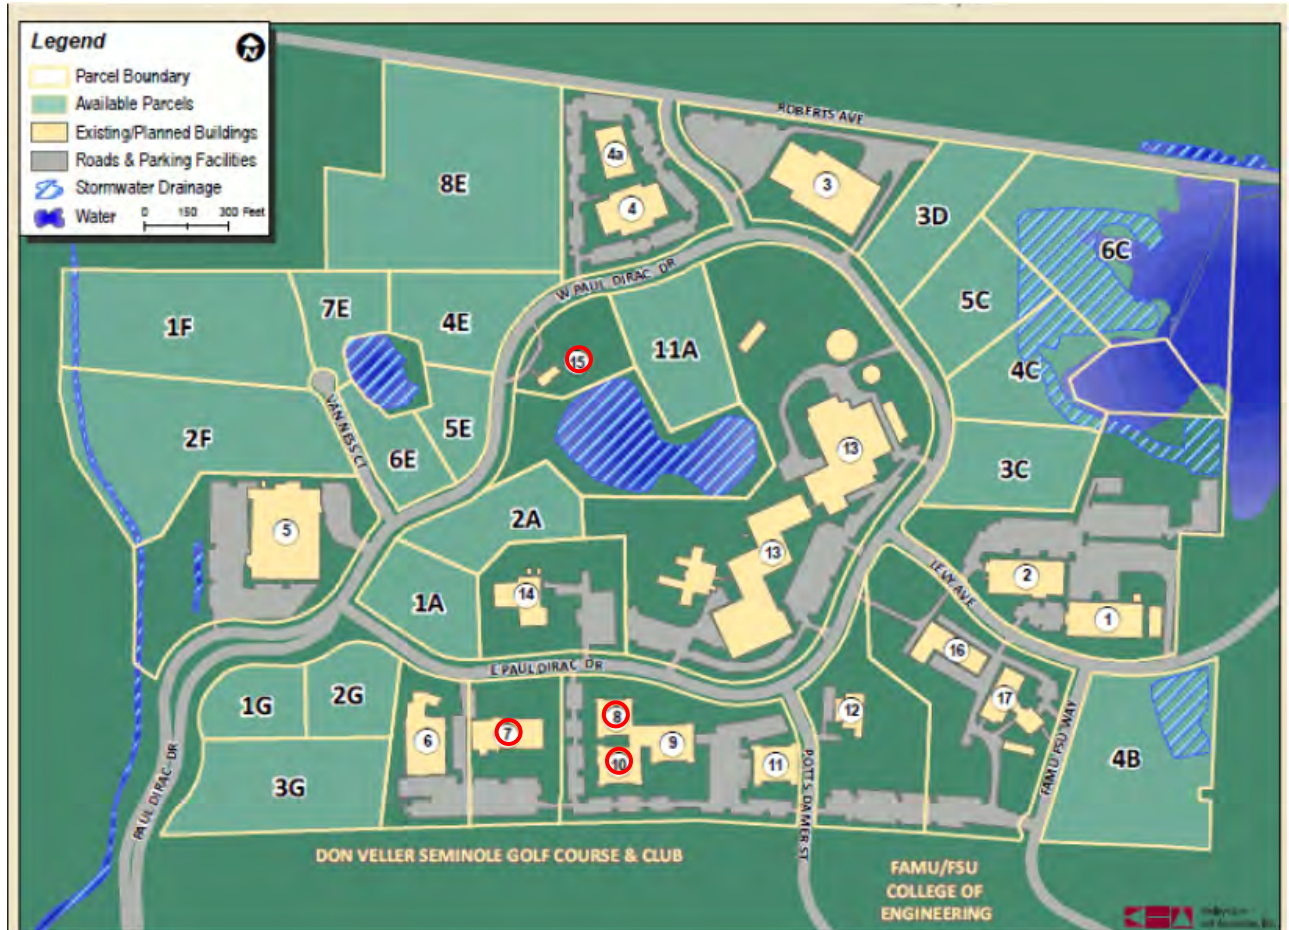 Legend
N
Parcel Boundary
Available Parcels
Existing/Planned Buildings
Roads & Parking Facilities
Stormwater Drainage
Water
0 150 300 Feet
ROBERTS AVE
8E
4a
4
3
3D
6C
W PAUL DIRAC DR
1F
7E
4E
15
11A
5C
4C
2F
VAN NISS CT
6E
5E
13
3C
5
2A
13
LEVY AVE
2
1A
14
1
E PAUL DIRAC DR
16
17
1G
2G
6
7
8
9
10
11
12
FAMU/FSU WAY
4B
3G
PAUL DIRAC DR
POTTS DAMER ST
DON VELLER SEMINOLE GOLF COURSE & CLUB
FAMU/FSU
COLLEGE OF
ENGINEERING